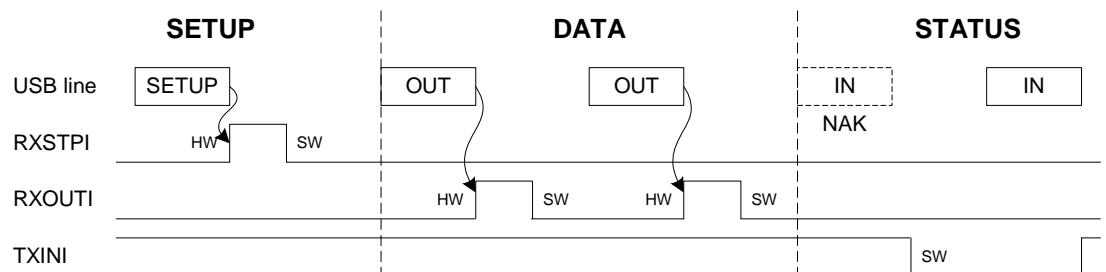 SETUP DATA STATUS
USB line SETUP OUT OUT IN IN
NAK
RXSTPI HW SW
RXOUTI HW SW HW SW
TXINI SW